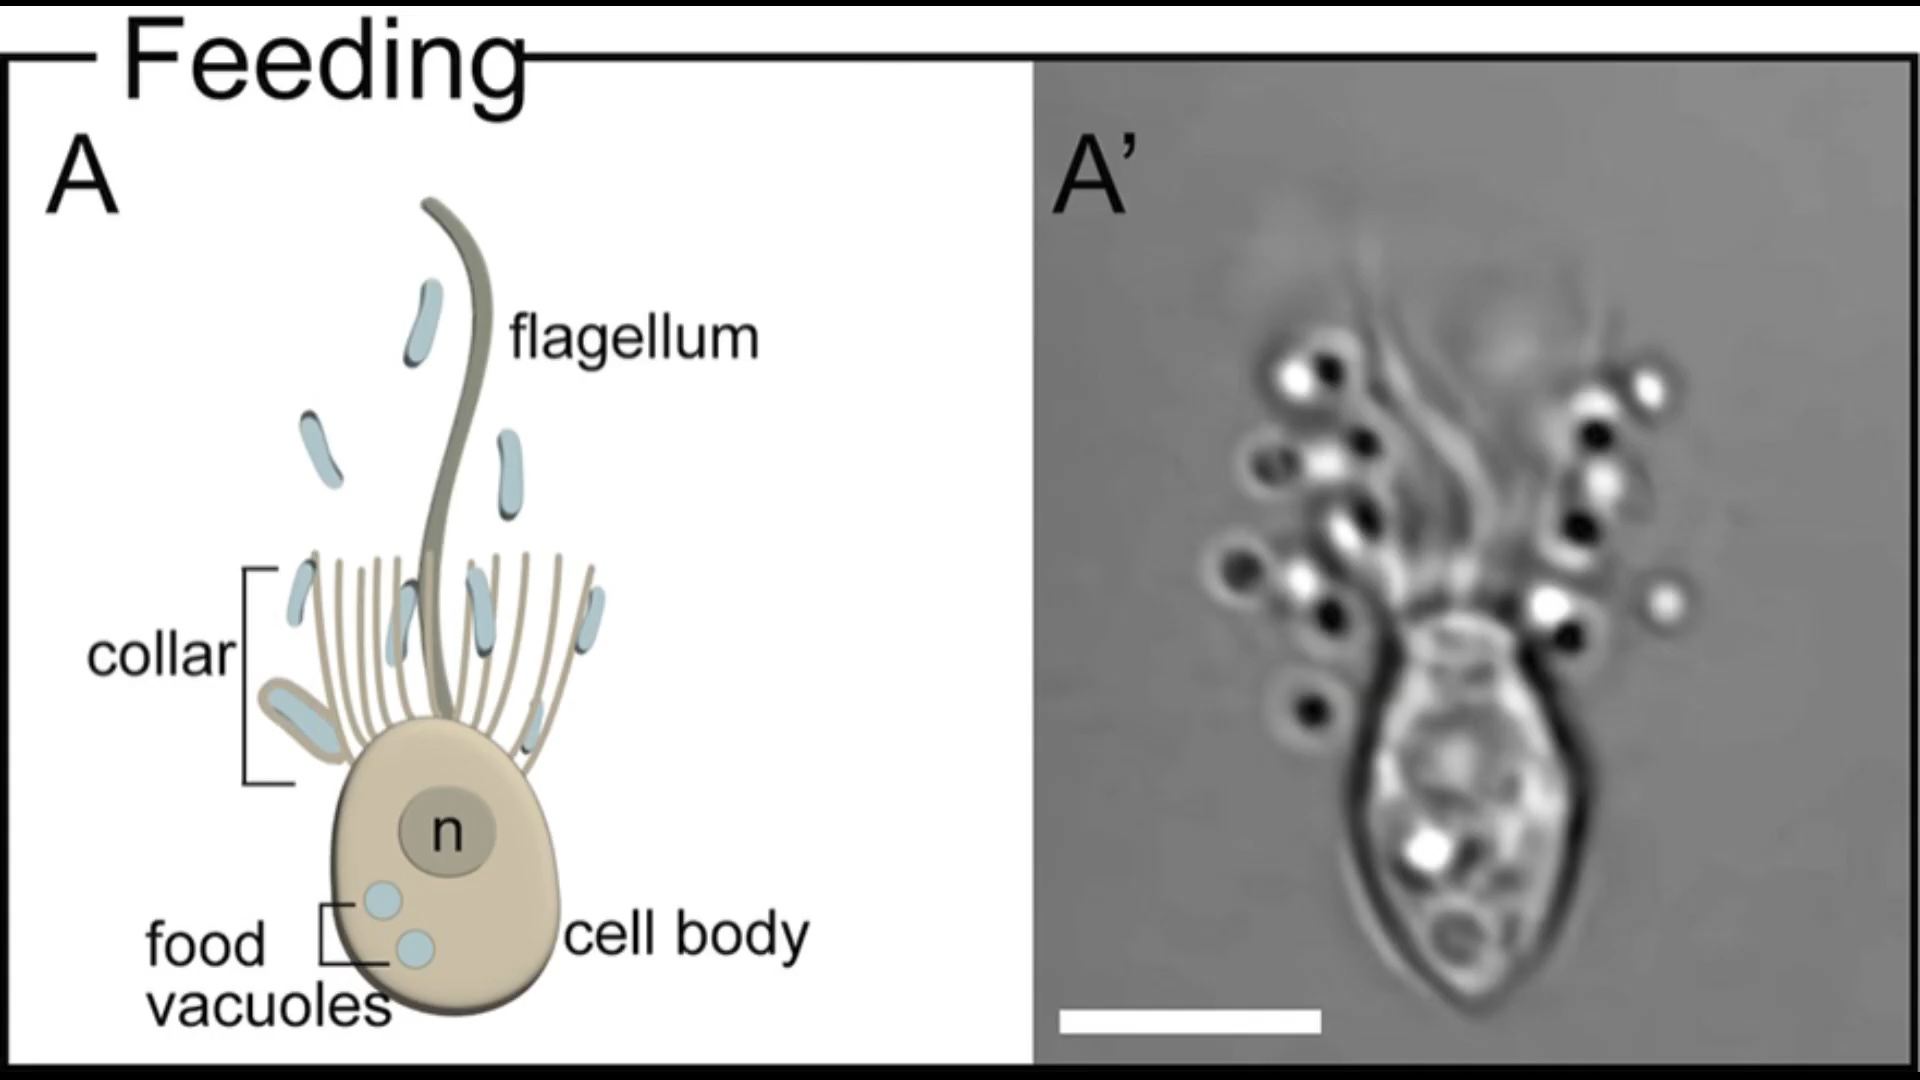 Feeding
A
A’
flagellum
collar
n
food
vacuoles
cell body